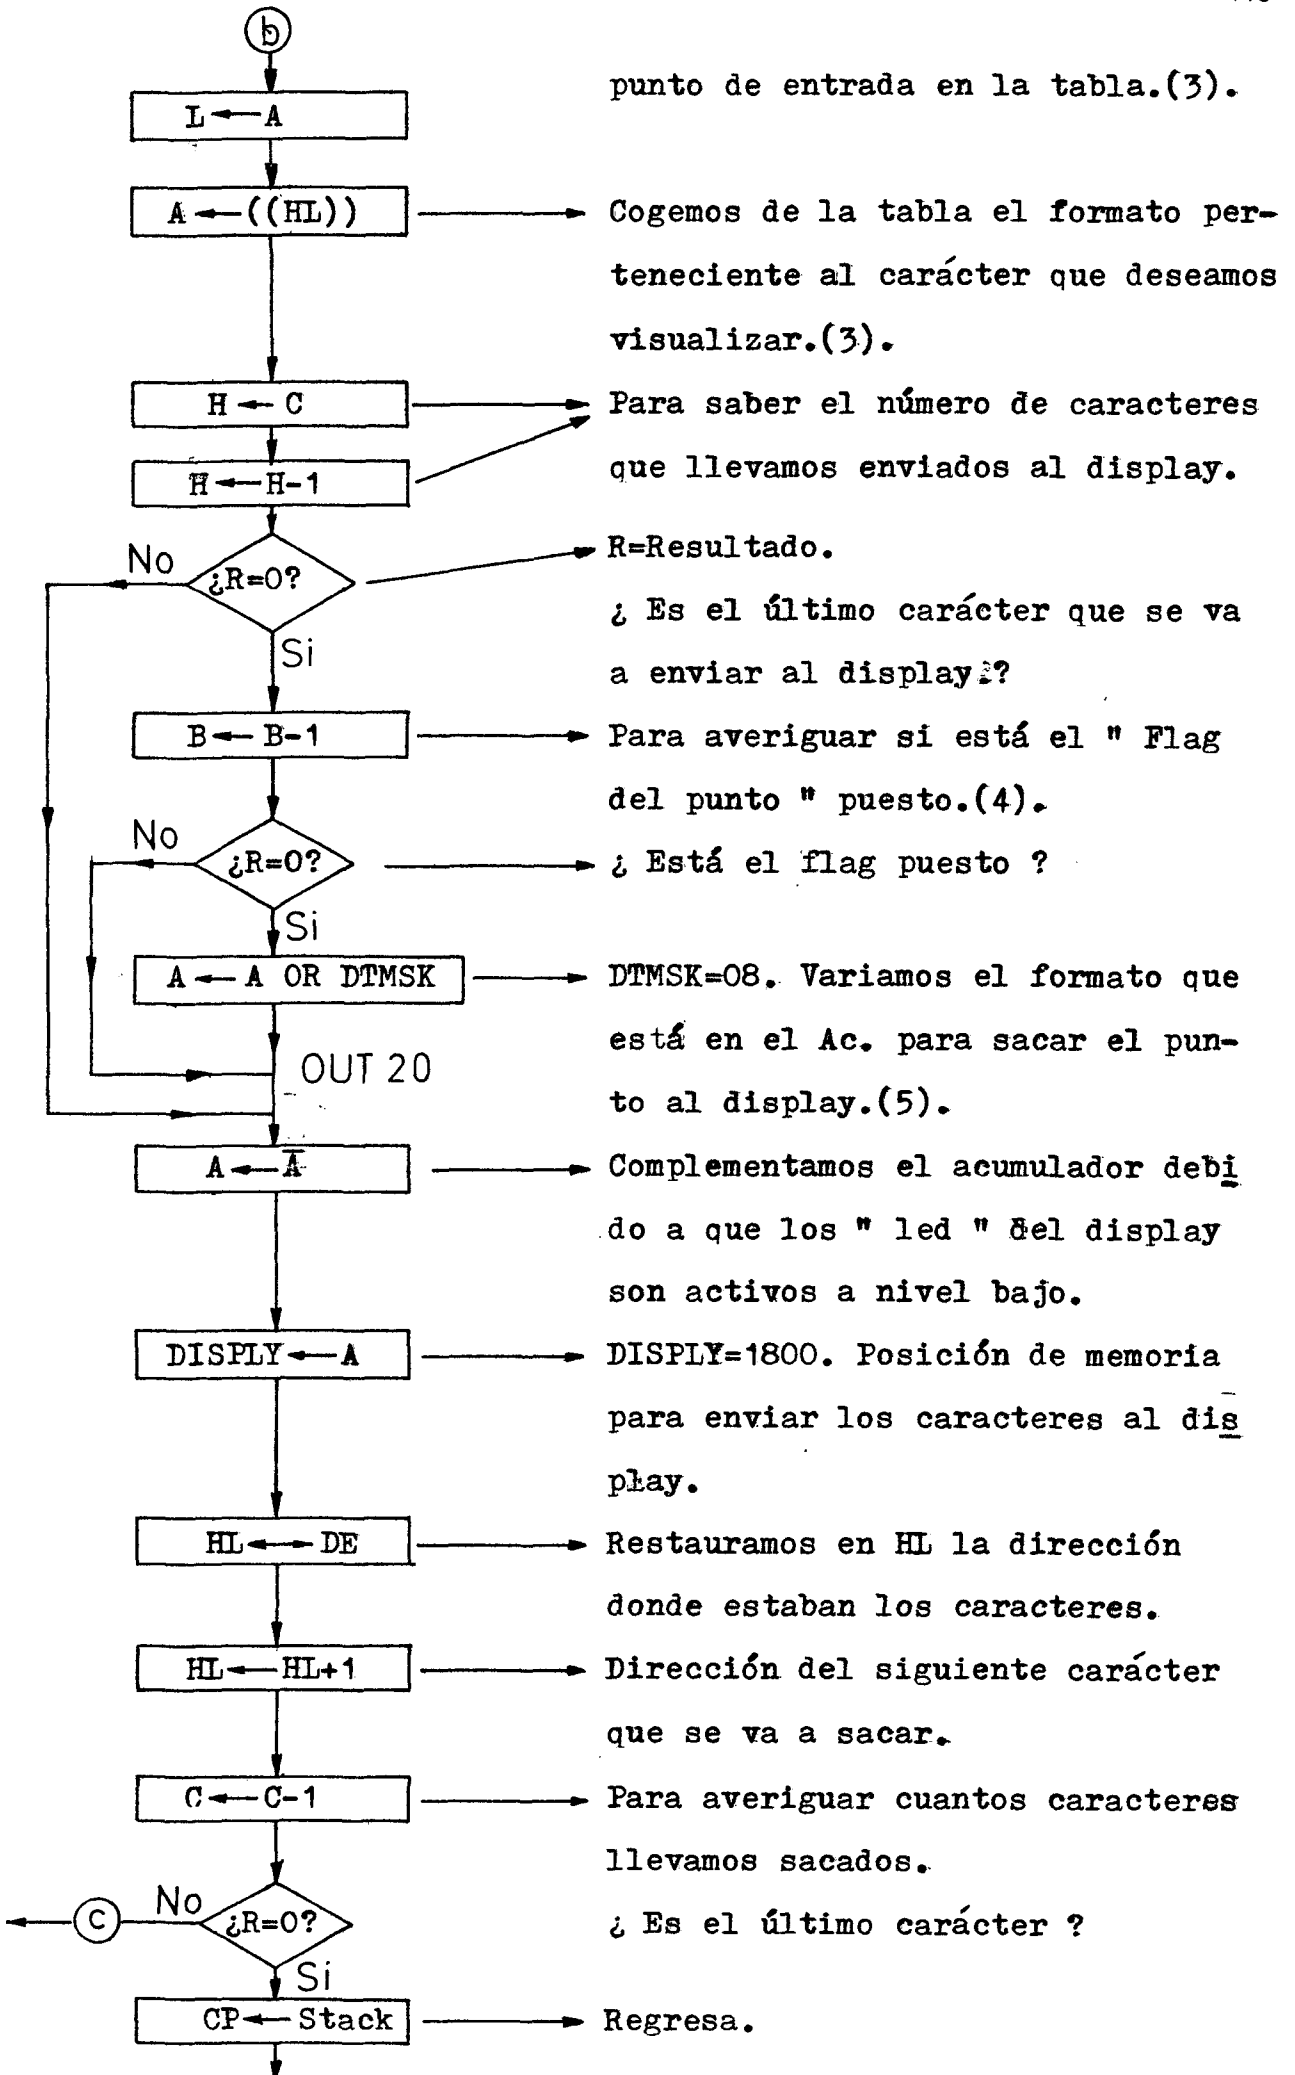 b
punto de entrada en la tabla.(3).
L ← A
A ← ((HL))
Cogemos de la tabla el formato per-
teneciente al carácter que deseamos
visualizar.(3).
H ← C
Para saber el número de caracteres
H ← H-1
que llevamos enviados al display.
R=Resultado.
No
¿R=0?
¿ Es el último carácter que se va
Si
a enviar al display ?
B ← B-1
Para averiguar si está el " Flag
del punto " puesto.(4).
No
¿R=0?
¿ Está el flag puesto ?
Si
A ← A OR DTMSK
DTMSK=08. Variamos el formato que
está en el Ac. para sacar el pun-
OUT 20
to al display.(5).
A ← A̅
Complementamos el acumulador debi
do a que los " led " del display
son activos a nivel bajo.
DISPLY ← A
DISPLY=1800. Posición de memoria
para enviar los caracteres al dis
play.
HL ↔ DE
Restauramos en HL la dirección
donde estaban los caracteres.
HL ← HL+1
Dirección del siguiente carácter
que se va a sacar.
C ← C-1
Para averiguar cuantos caracteres
llevamos sacados.
c
No
¿R=0?
¿ Es el último carácter ?
Si
CP ← Stack
Regresa.